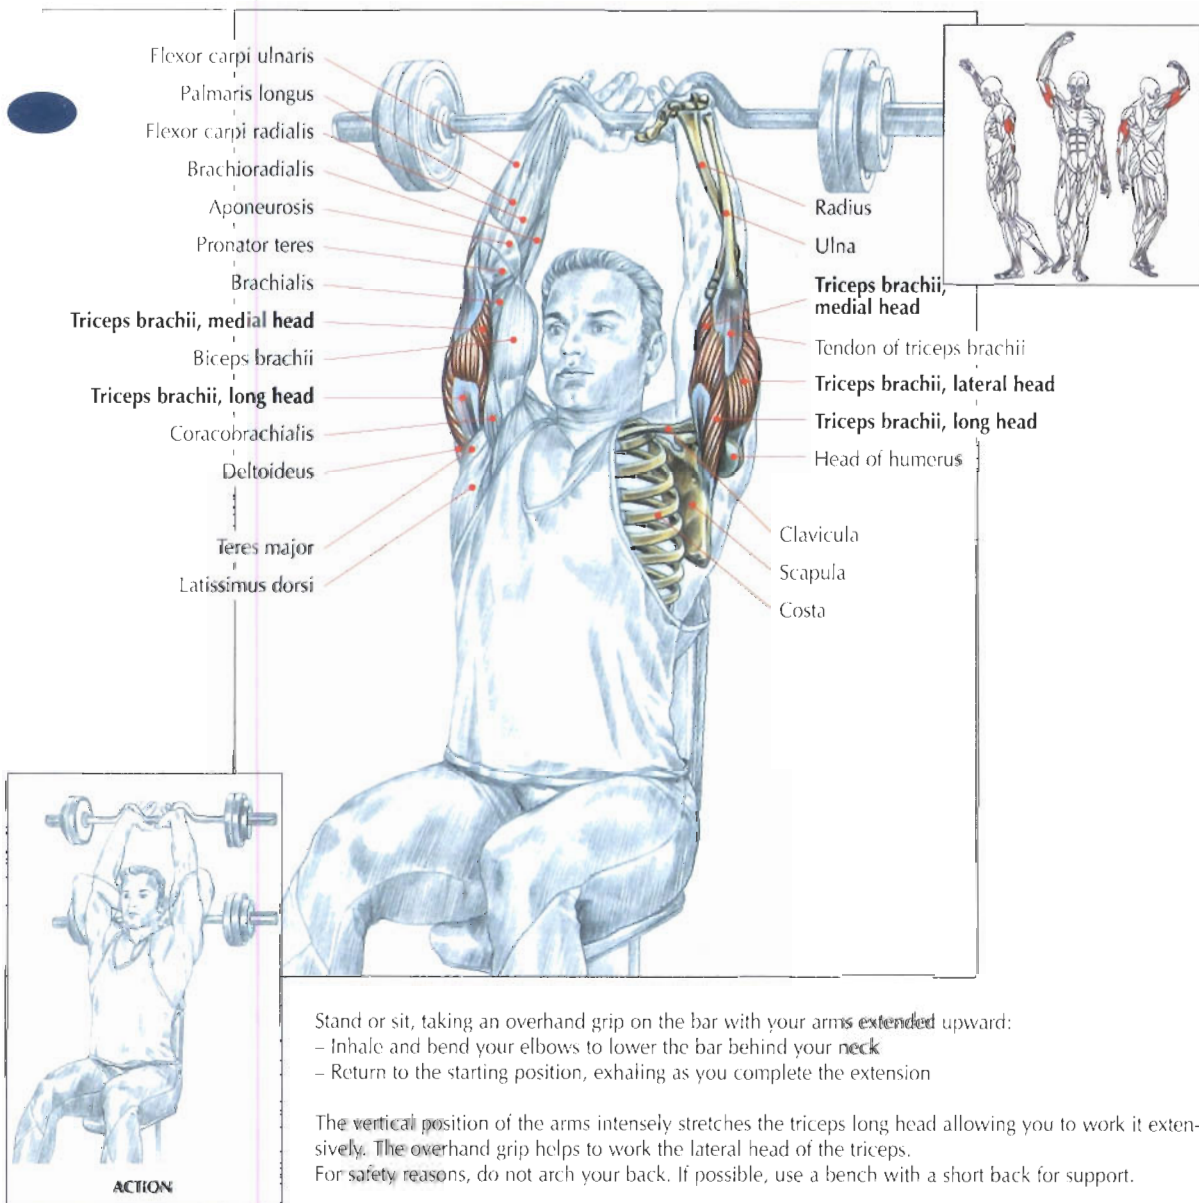 Flexor carpi ulnaris
Palmaris longus
Flexor carpi radialis
Brachioradialis
Aponeurosis
Pronator teres
Brachialis
Triceps brachii, medial head
Biceps brachii
Triceps brachii, long head
Coracobrachialis
Deltoideus
Teres major
Latissimus dorsi
Radius
Ulna
Triceps brachii,
medial head
Tendon of triceps brachii
Triceps brachii, lateral head
Triceps brachii, long head
Head of humerus
Clavicula
Scapula
Costa
ACTION
Stand or sit, taking an overhand grip on the bar with your arms extended upward:
– Inhale and bend your elbows to lower the bar behind your neck
– Return to the starting position, exhaling as you complete the extension
The vertical position of the arms intensely stretches the triceps long head allowing you to work it exten-
sively. The overhand grip helps to work the lateral head of the triceps.
For safety reasons, do not arch your back. If possible, use a bench with a short back for support.